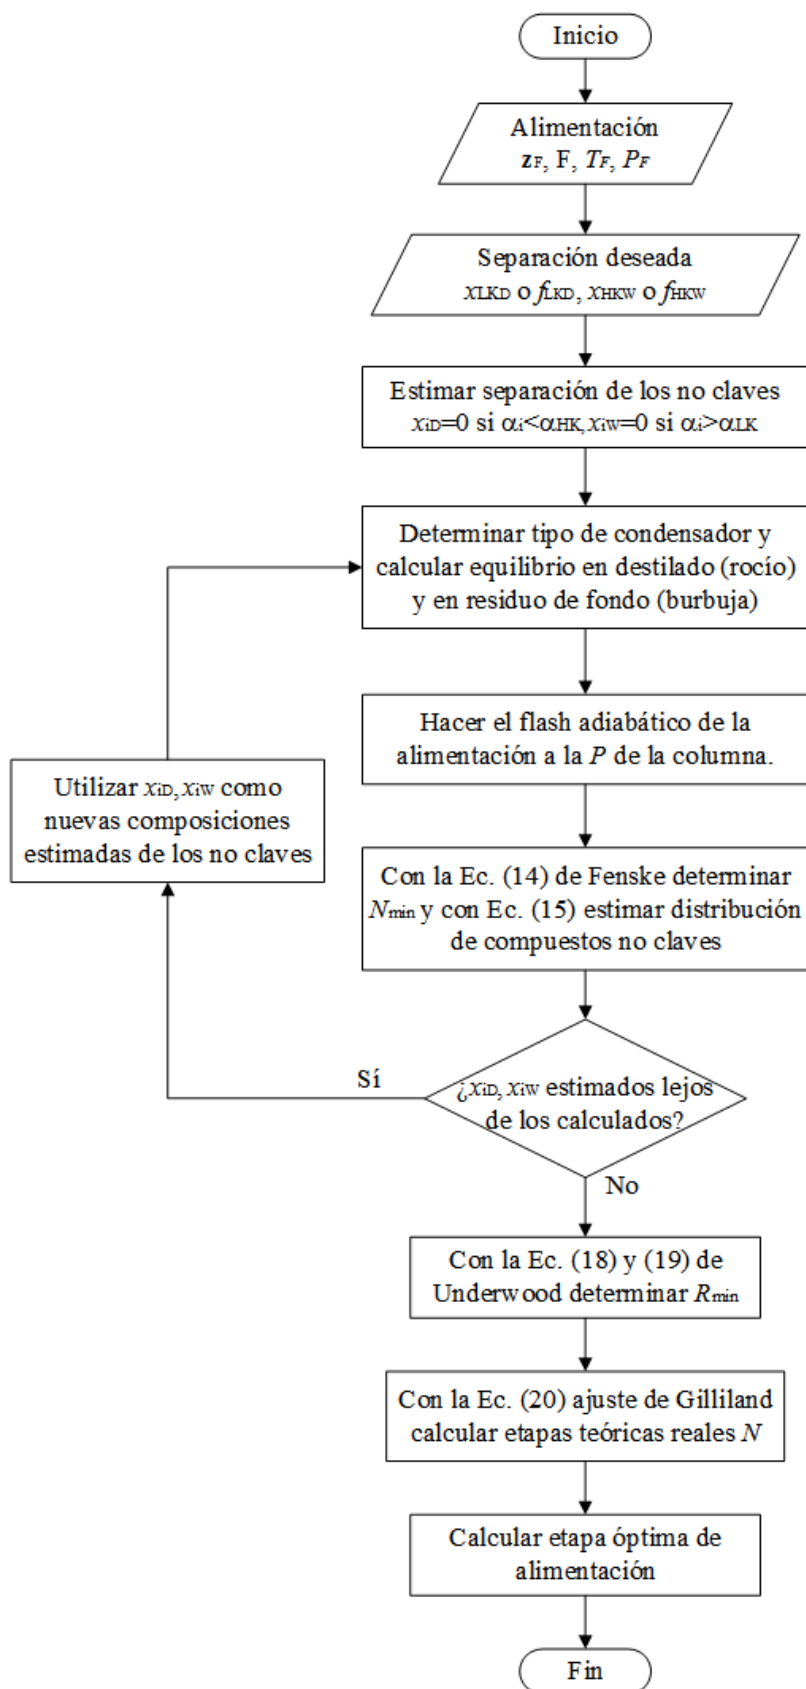 Inicio
Alimentación
zF, F, TF, PF
Separación deseada
xLKD o fLKD, xHKW o fHKW
Estimar separación de los no claves
xiD=0 si αi<αHK, xiW=0 si αi>αLK
Determinar tipo de condensador y
calcular equilibrio en destilado (rocío)
y en residuo de fondo (burbuja)
Hacer el flash adiabático de la
alimentación a la P de la columna.
Utilizar xiD, xiW como
nuevas composiciones
estimadas de los no claves
Con la Ec. (14) de Fenske determinar
Nmin y con Ec. (15) estimar distribución
de compuestos no claves
Sí
¿xiD, xiW estimados lejos
de los calculados?
No
Con la Ec. (18) y (19) de
Underwood determinar Rmin
Con la Ec. (20) ajuste de Gilliland
calcular etapas teóricas reales N
Calcular etapa óptima de
alimentación
Fin